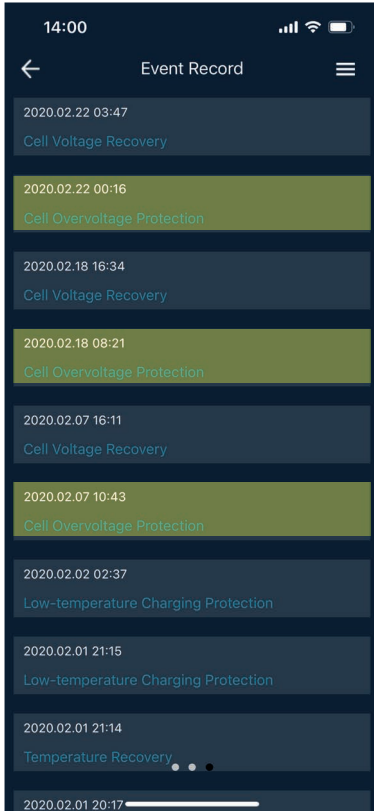 14:00
Event Record
2020.02.22 03:47
Cell Voltage Recovery
2020.02.22 00:16
Cell Overvoltage Protection
2020.02.18 16:34
Cell Voltage Recovery
2020.02.18 08:21
Cell Overvoltage Protection
2020.02.07 16:11
Cell Voltage Recovery
2020.02.07 10:43
Cell Overvoltage Protection
2020.02.02 02:37
Low-temperature Charging Protection
2020.02.01 21:15
Low-temperature Charging Protection
2020.02.01 21:14
Temperature Recovery
2020.02.01 20:17